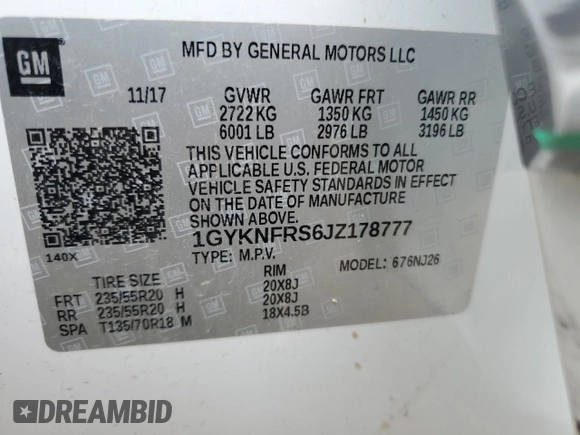 GM
MFD BY GENERAL MOTORS LLC
11/17 GVWR GAWR FRT GAWR RR
2722 KG 1350 KG 1450 KG
6001 LB 2976 LB 3196 LB
THIS VEHICLE CONFORMS TO ALL
APPLICABLE U.S. FEDERAL MOTOR
VEHICLE SAFETY STANDARDS IN EFFECT
ON THE DATE OF MANUFACTURE
SHOWN ABOVE.
1GYKNFRS6JZ178777
140X
TYPE: M.P.V. MODEL: 676NJ26
TIRE SIZE RIM
FRT 235/55R20 H 20X8J
RR 235/55R20 H 20X8J
SPA T135/70R18 M 18X4.5B
DREAMBID